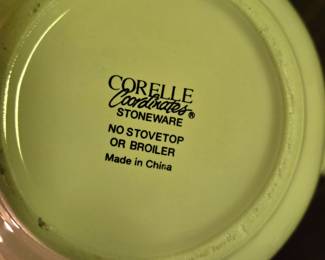 CORELLE
Coordinates®
STONEWARE
NO STOVETOP
OR BROILER
Made in China